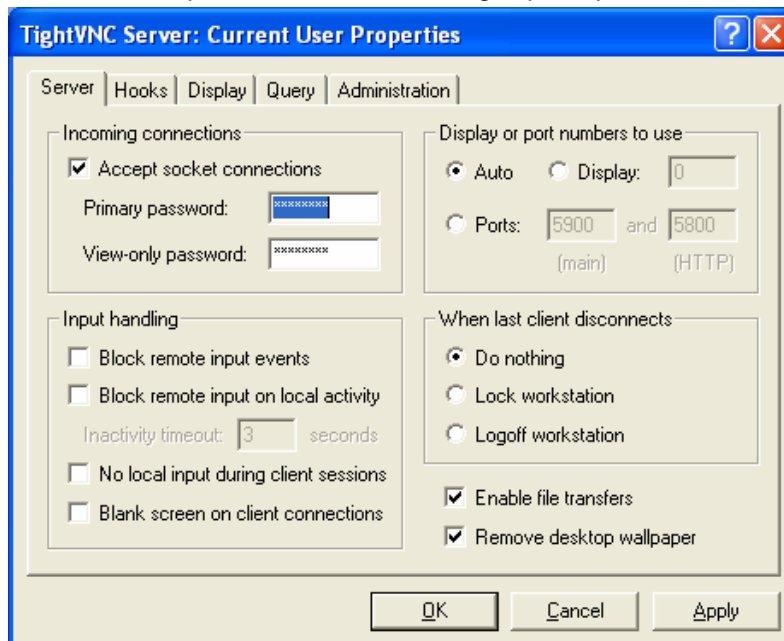 TightVNC Server: Current User Properties
Server Hooks Display Query Administration
Incoming connections
Accept socket connections
Primary password: ********
View-only password: ********
Display or port numbers to use
Auto Display: 0
Ports: 5900 and 5800
(main) (HTTP)
Input handling
Block remote input events
Block remote input on local activity
Inactivity timeout: 3 seconds
No local input during client sessions
Blank screen on client connections
When last client disconnects
Do nothing
Lock workstation
Logoff workstation
Enable file transfers
Remove desktop wallpaper
OK Cancel Apply